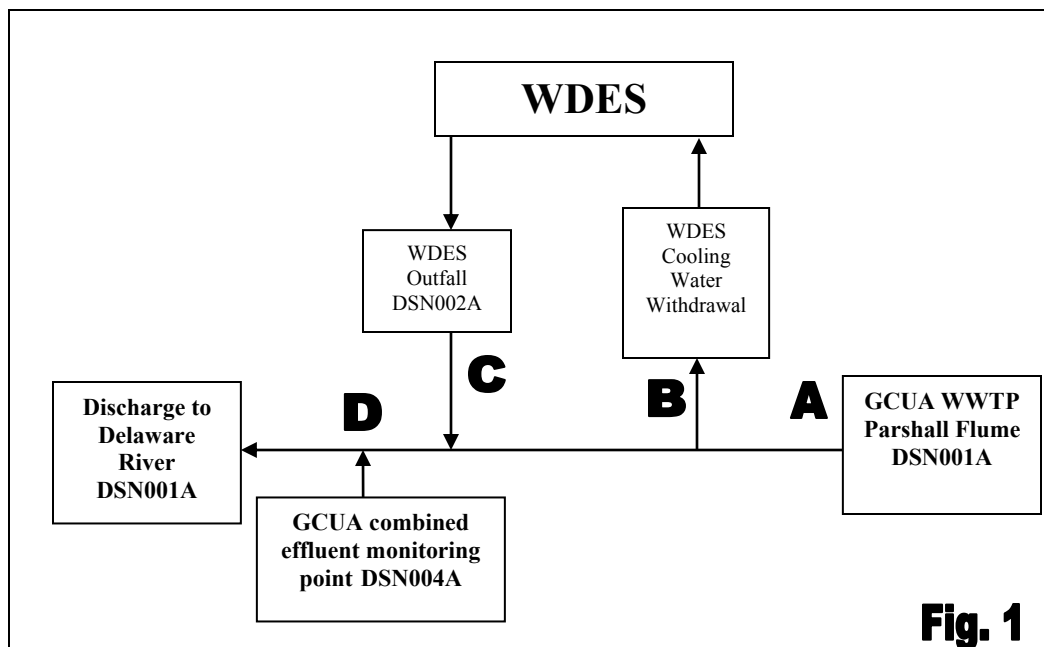 WDES
WDES
Outfall
DSN002A
WDES
Cooling
Water
Withdrawal
C
B
A
D
Discharge to
Delaware
River
DSN001A
GCUA WWTP
Parshall Flume
DSN001A
GCUA combined
effluent monitoring
point DSN004A
Fig. 1